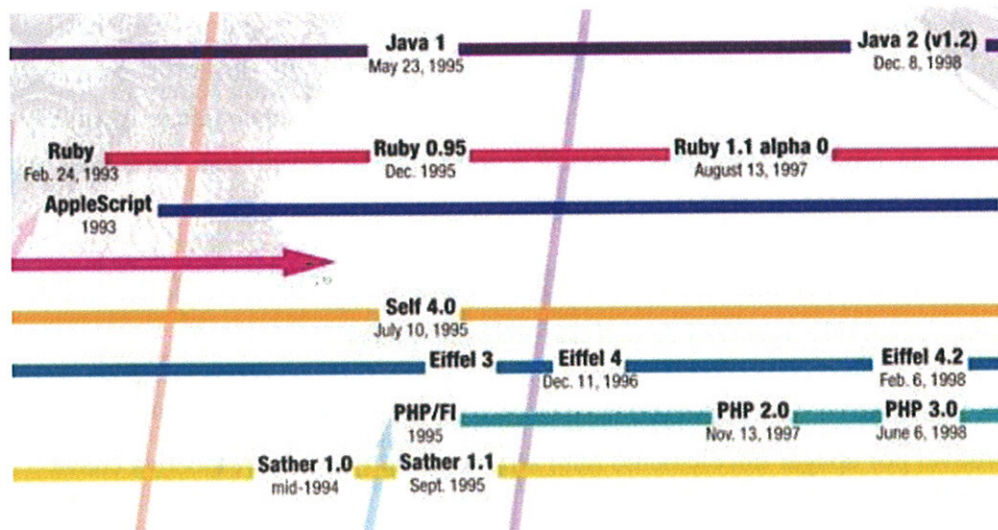 Java 1
May 23, 1995
Java 2 (v1.2)
Dec. 8, 1998
Ruby
Feb. 24, 1993
Ruby 0.95
Dec. 1995
Ruby 1.1 alpha 0
August 13, 1997
AppleScript
1993
Self 4.0
July 10, 1995
Eiffel 3
Eiffel 4
Dec. 11, 1996
Eiffel 4.2
Feb. 6, 1998
PHP/FI
1995
PHP 2.0
Nov. 13, 1997
PHP 3.0
June 6, 1998
Sather 1.0
mid-1994
Sather 1.1
Sept. 1995